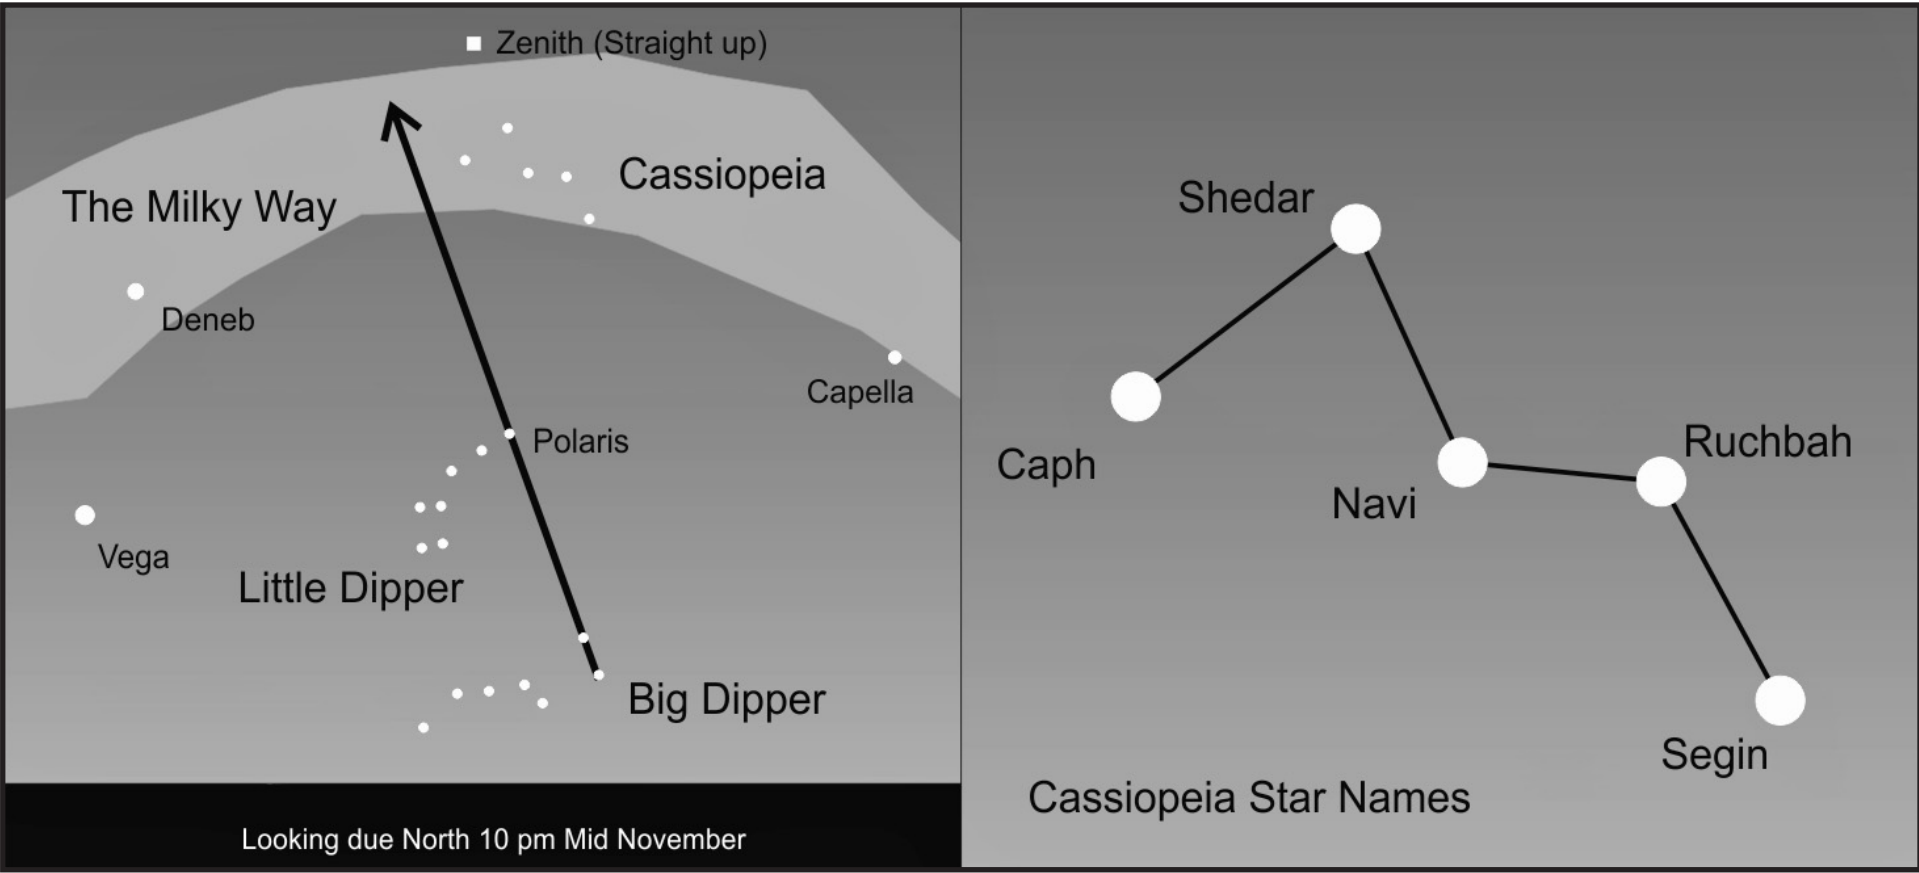 Zenith (Straight up)
Cassiopeia
The Milky Way
Deneb
Capella
Polaris
Vega
Little Dipper
Big Dipper
Looking due North 10 pm Mid November
Shedar
Caph
Ruchbah
Navi
Segin
Cassiopeia Star Names